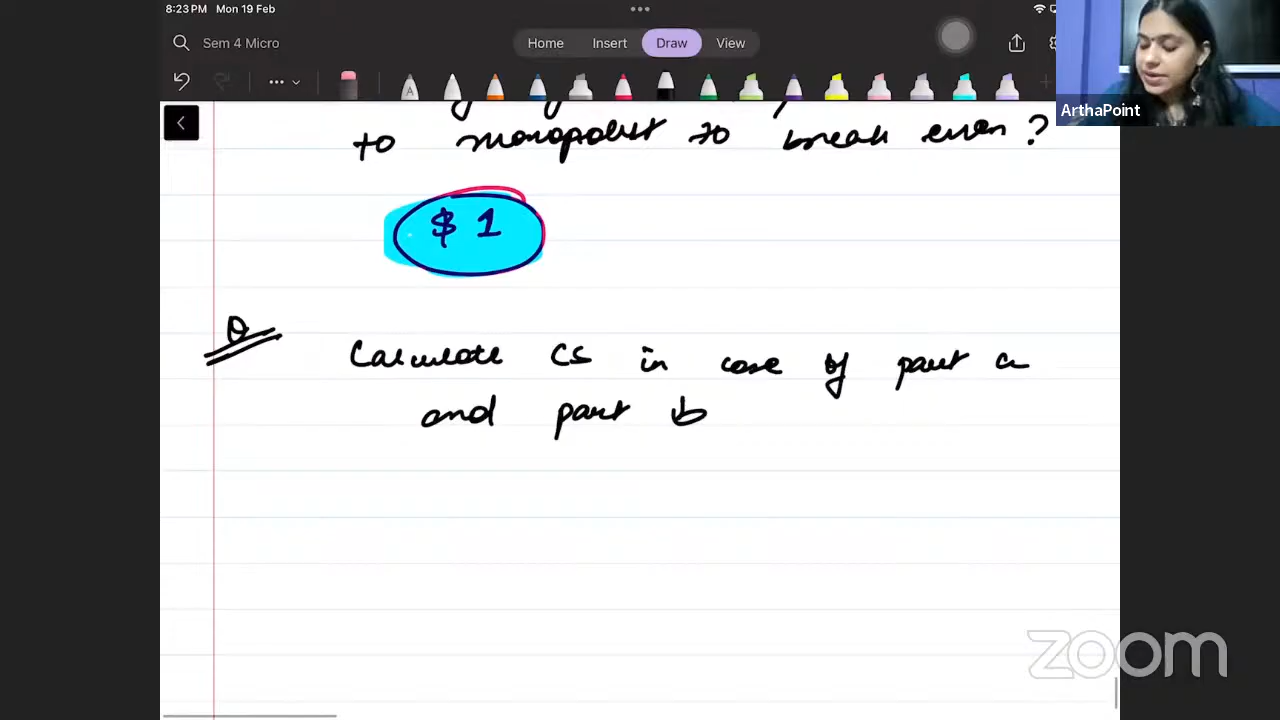 8:23 PM Mon 19 Feb
Sem 4 Micro
Home Insert Draw View
ArthaPoint
A
to monopolist to break even ?
$ 1
Q
Calculate CS in case of part a
and part b
zoom